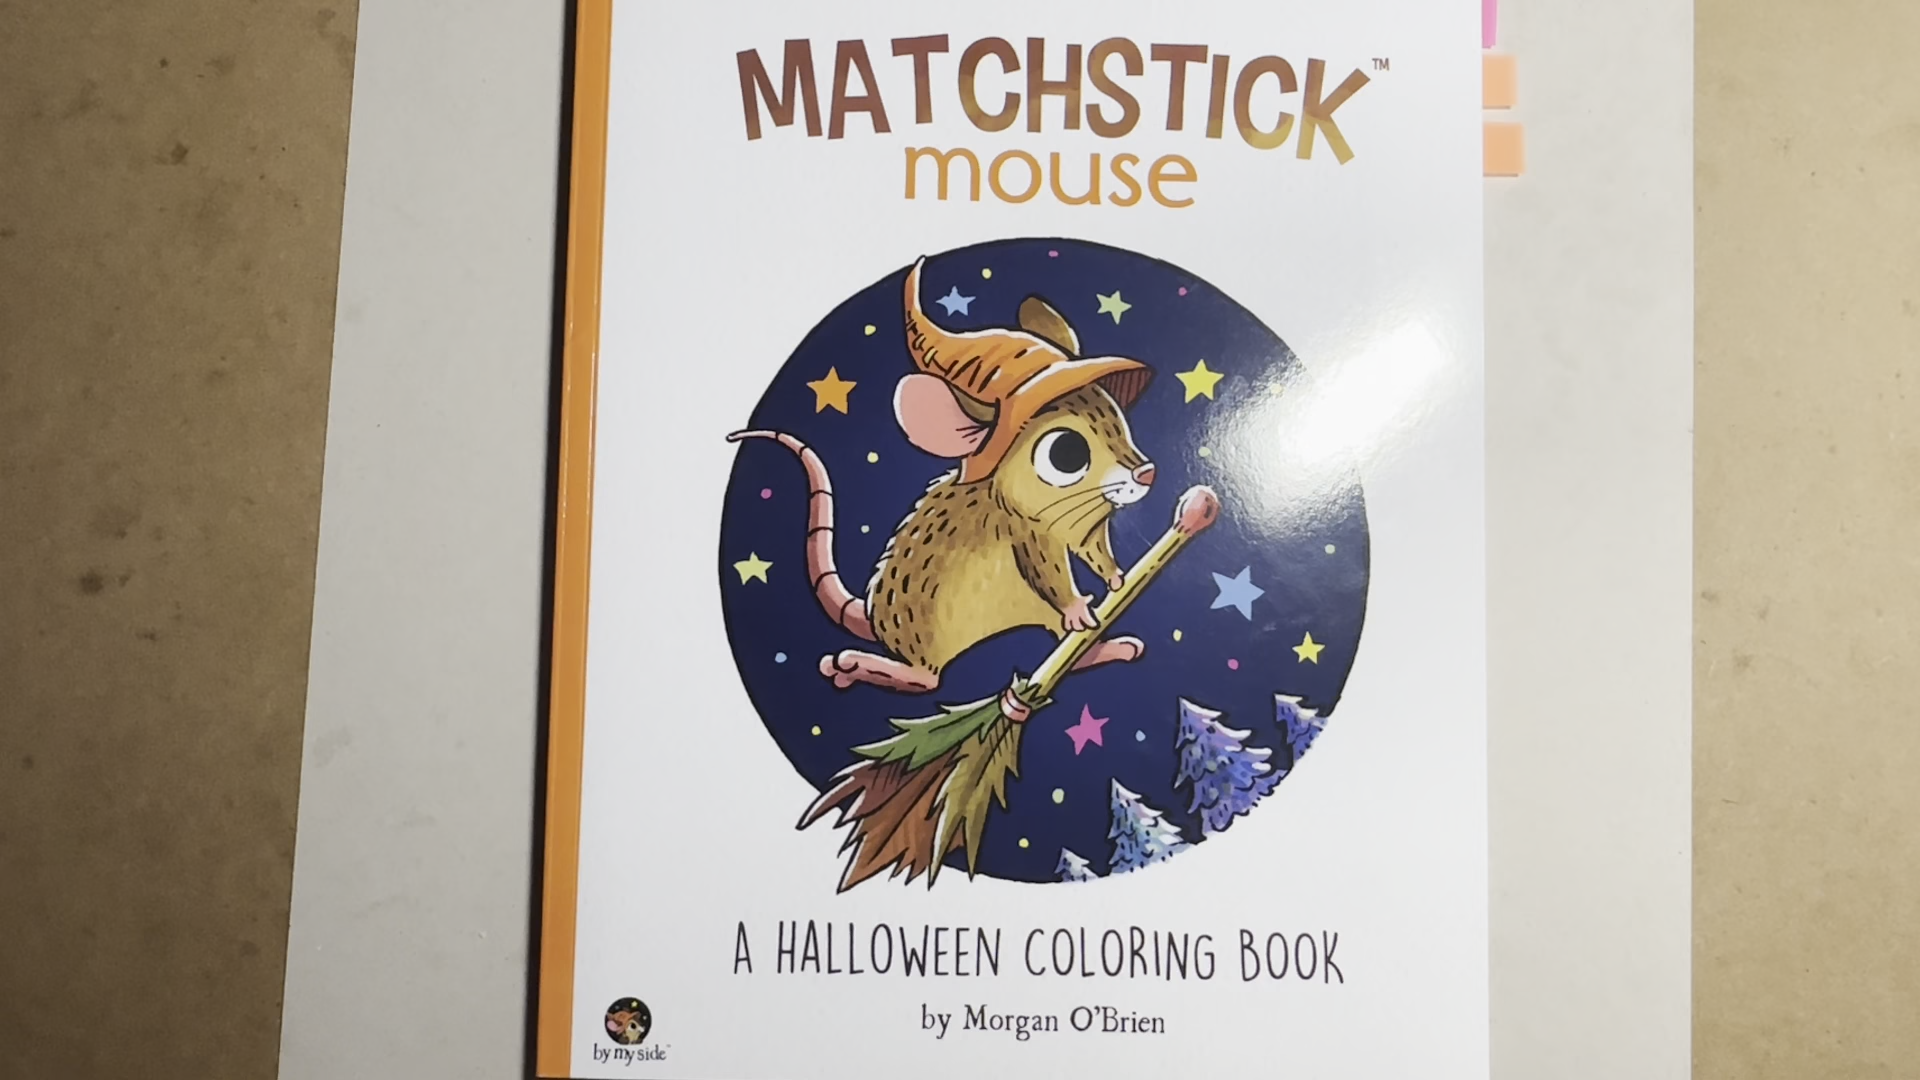 MATCHSTICK™
mouse
A HALLOWEEN COLORING BOOK
by Morgan O'Brien
by my side™